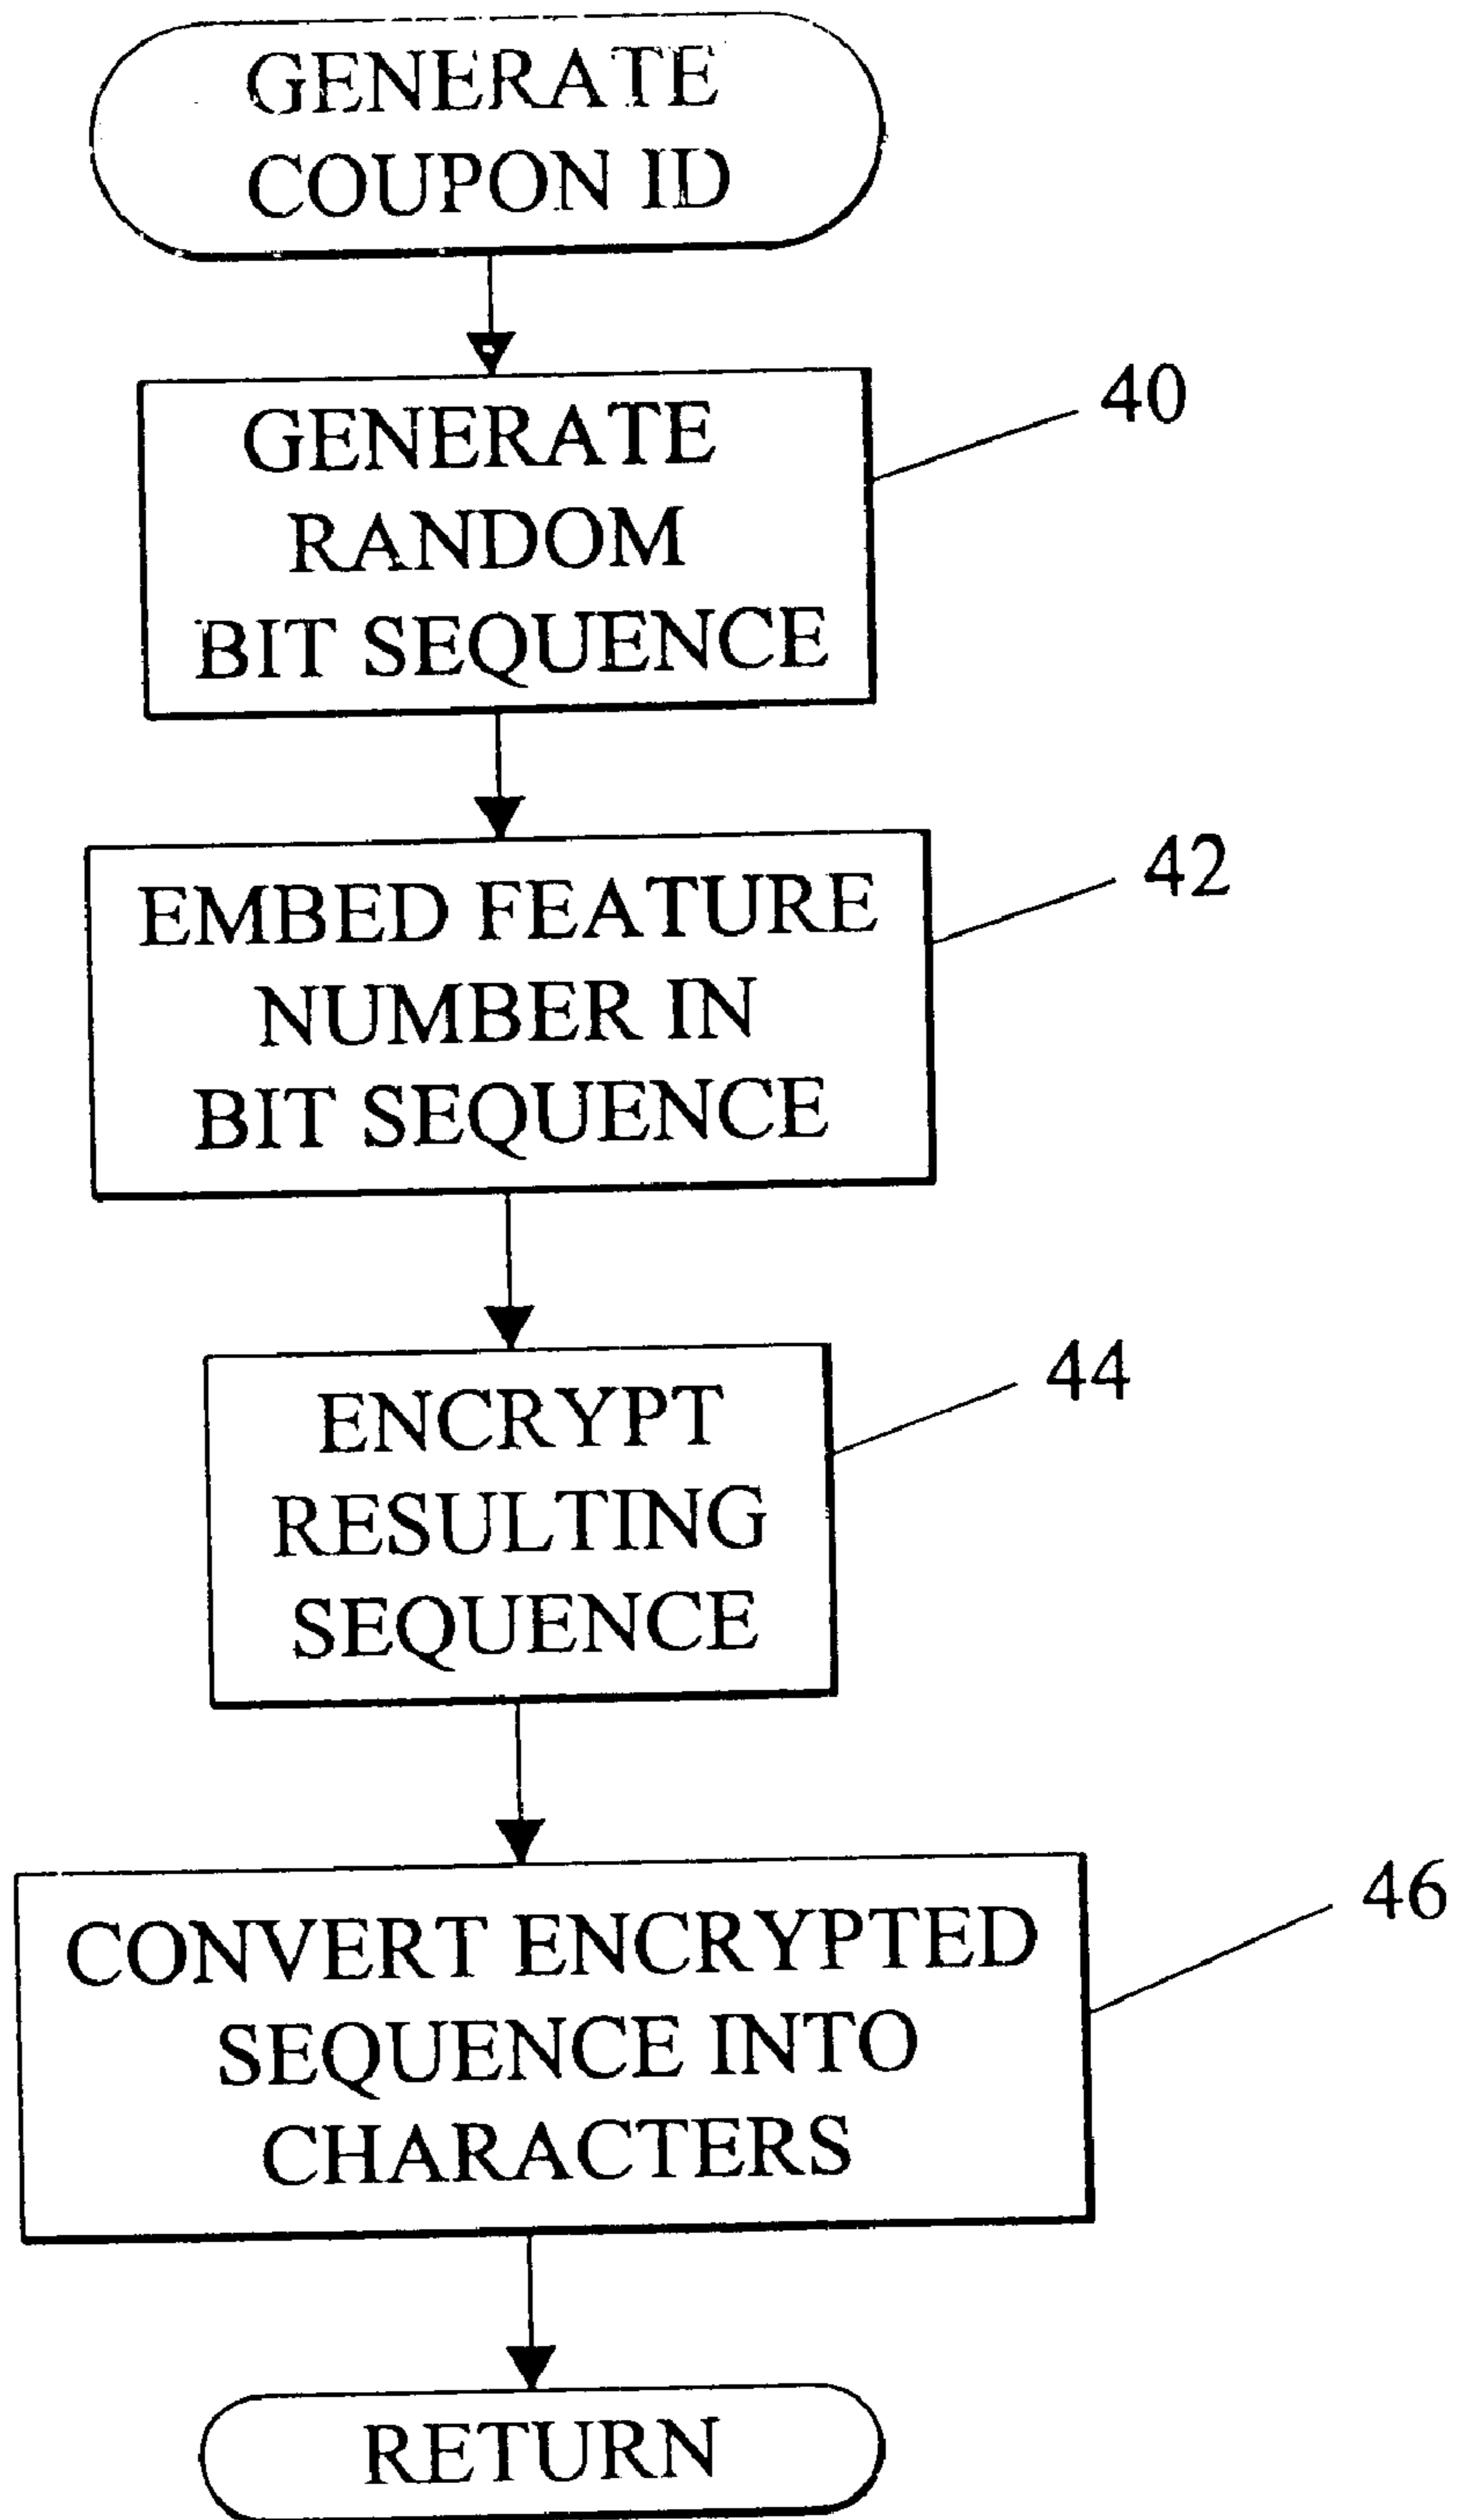 GENERATE
COUPON ID
40
GENERATE
RANDOM
BIT SEQUENCE
42
EMBED FEATURE
NUMBER IN
BIT SEQUENCE
44
ENCRYPT
RESULTING
SEQUENCE
46
CONVERT ENCRYPTED
SEQUENCE INTO
CHARACTERS
RETURN